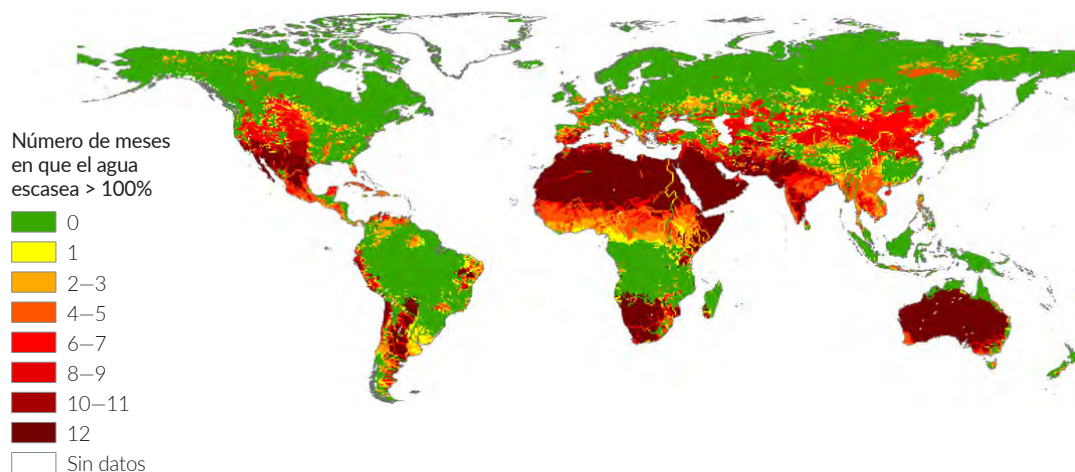 Número de meses
en que el agua
escasea > 100%
0
1
2—3
4—5
6—7
8—9
10—11
12
Sin datos